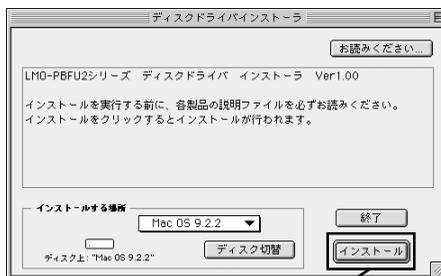 ディスクドライバインストーラ
お読みください...
LMO-PBFU2シリーズ ディスクドライバ インストーラ Ver1.00
インストールを実行する前に、各製品の説明ファイルを必ずお読みください。
インストールをクリックするとインストールが行われます。
インストールする場所
Mac OS 9.2.2
終了
ディスク上："Mac OS 9.2.2"
ディスク切替
インストール